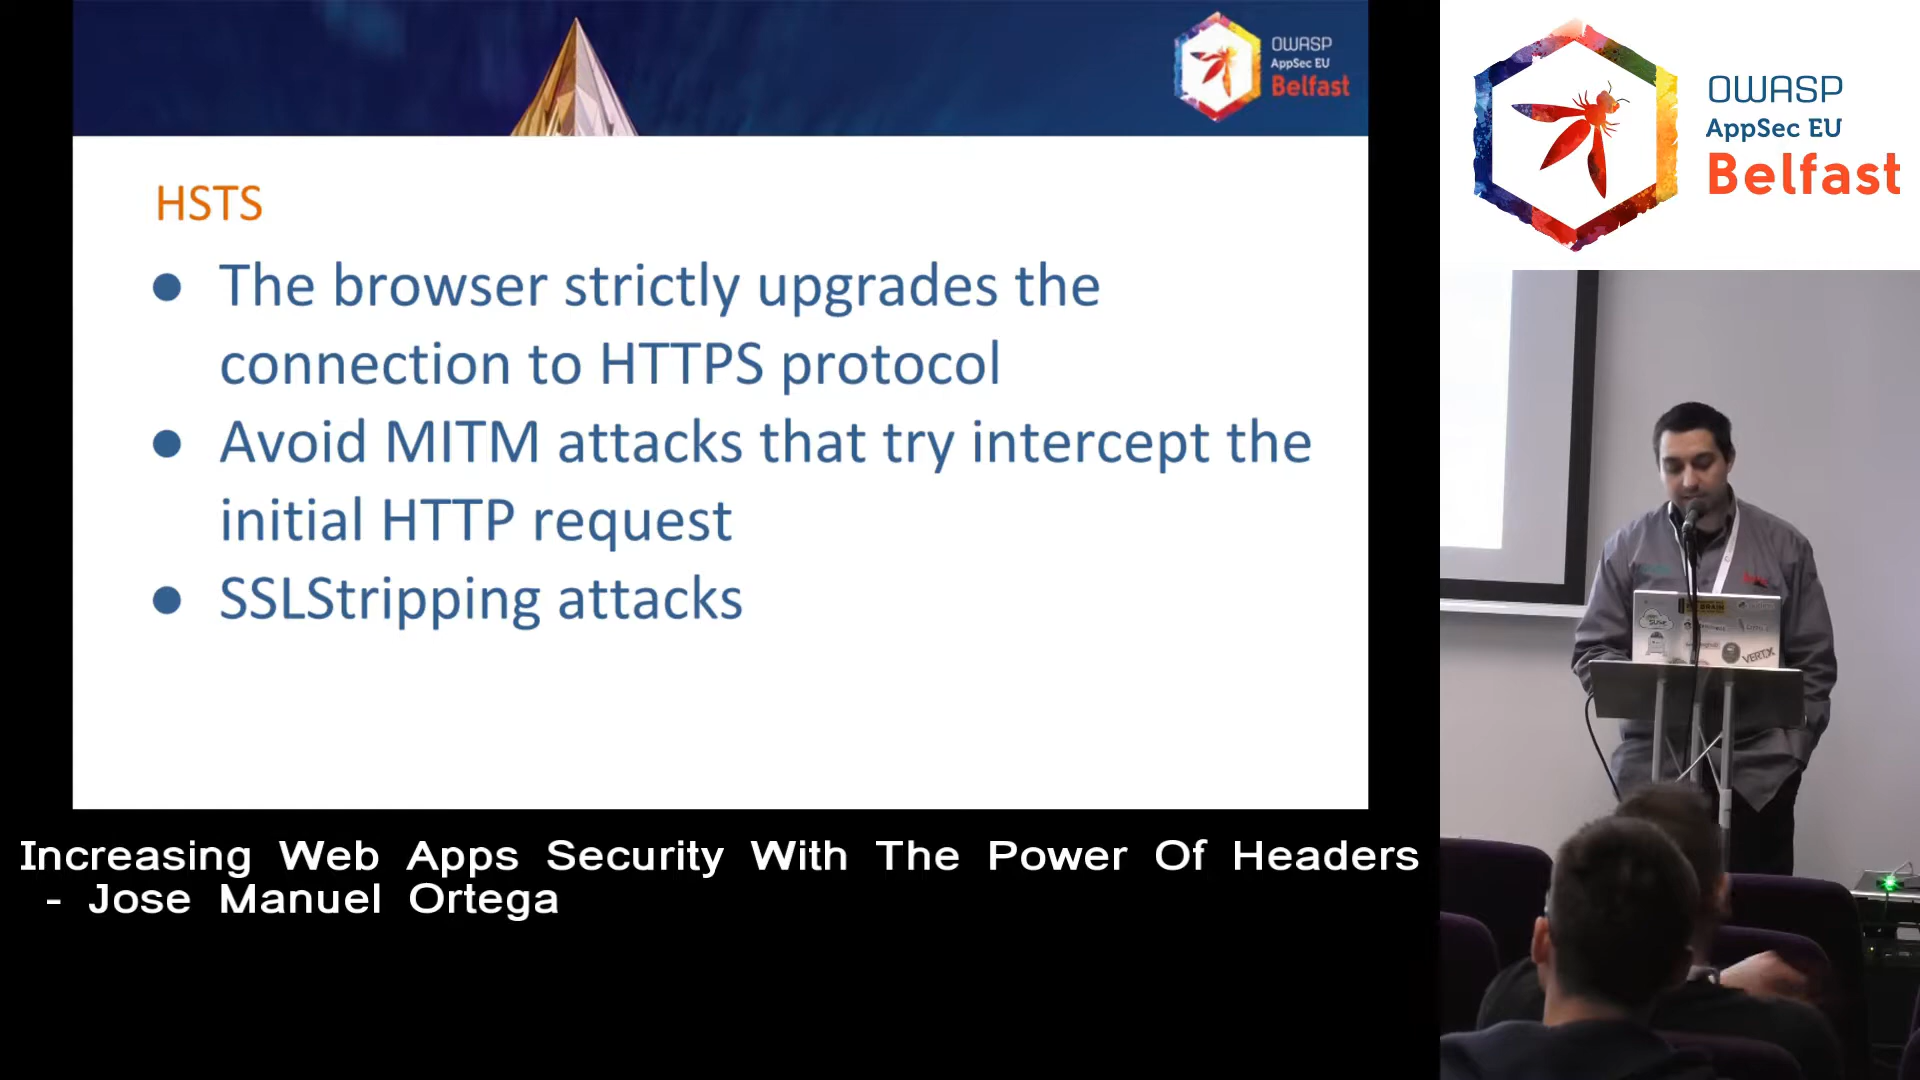 OWASP
AppSec EU
Belfast
HSTS
● The browser strictly upgrades the
connection to HTTPS protocol
● Avoid MITM attacks that try intercept the
initial HTTP request
● SSLStripping attacks
Increasing Web Apps Security With The Power Of Headers
- Jose Manuel Ortega
OWASP
AppSec EU
Belfast
VERT.X